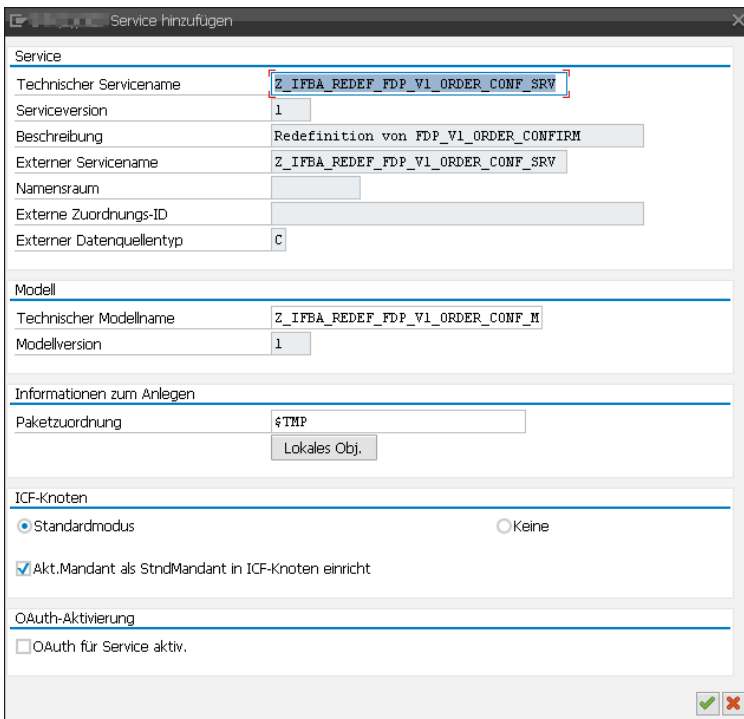 Service hinzufügen
Service
Technischer Servicename Z_IFBA_REDEF_FDP_V1_ORDER_CONF_SRV
Serviceversion 1
Beschreibung Redefinition von FDP_V1_ORDER_CONFIRM
Externer Servicename Z_IFBA_REDEF_FDP_V1_ORDER_CONF_SRV
Namensraum
Externe Zuordnungs-ID
Externer Datenquellentyp C
Modell
Technischer Modellname Z_IFBA_REDEF_FDP_V1_ORDER_CONF_M
Modellversion 1
Informationen zum Anlegen
Paketzuordnung $TMP
Lokales Obj.
ICF-Knoten
Standardmodus Keine
Akt.Mandant als StndMandant in ICF-Knoten einricht
OAuth-Aktivierung
OAuth für Service aktiv.